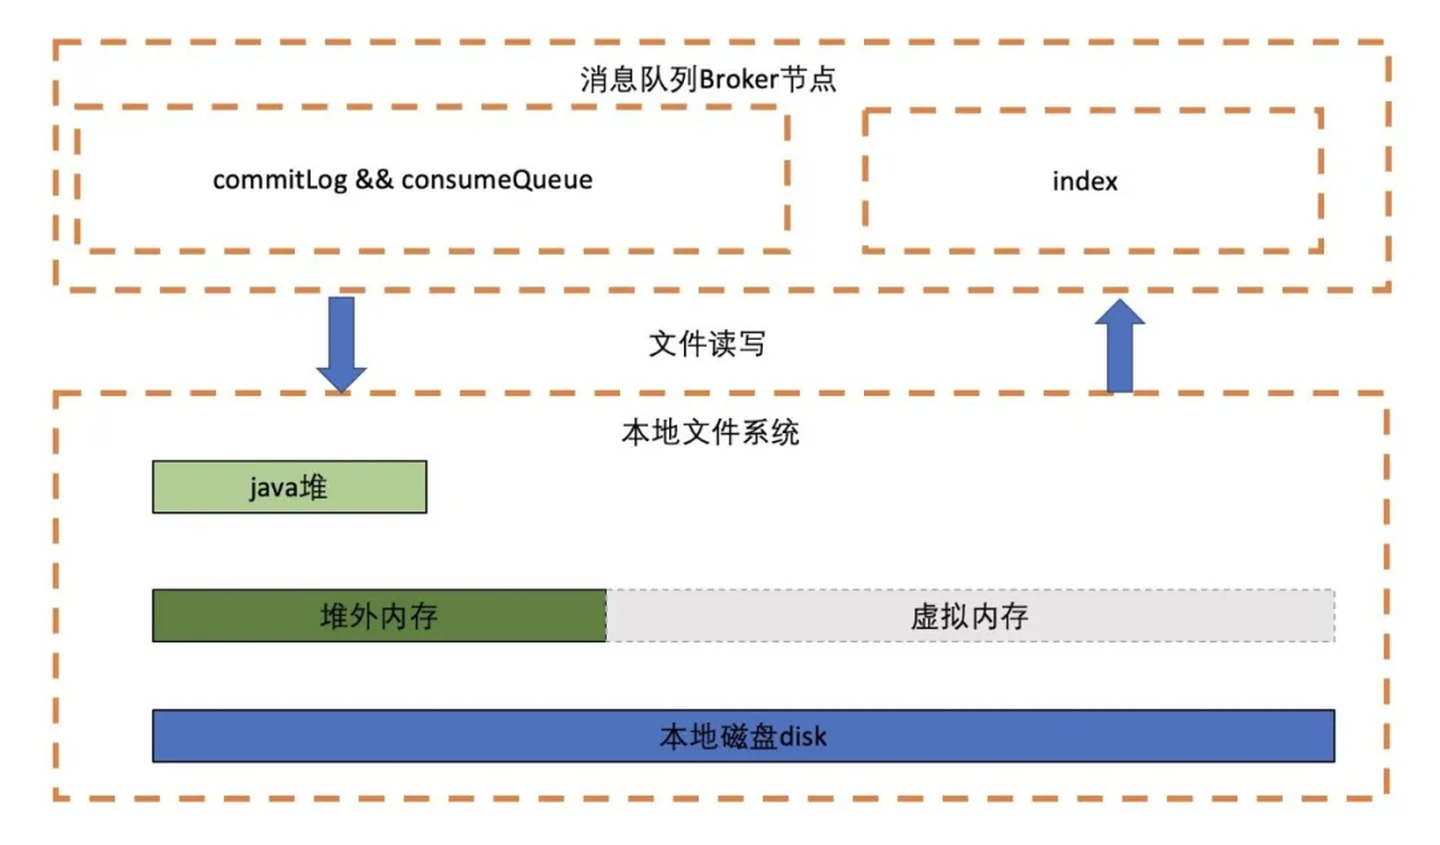 消息队列Broker节点
commitLog && consumeQueue
index
文件读写
本地文件系统
java堆
堆外内存
虚拟内存
本地磁盘disk